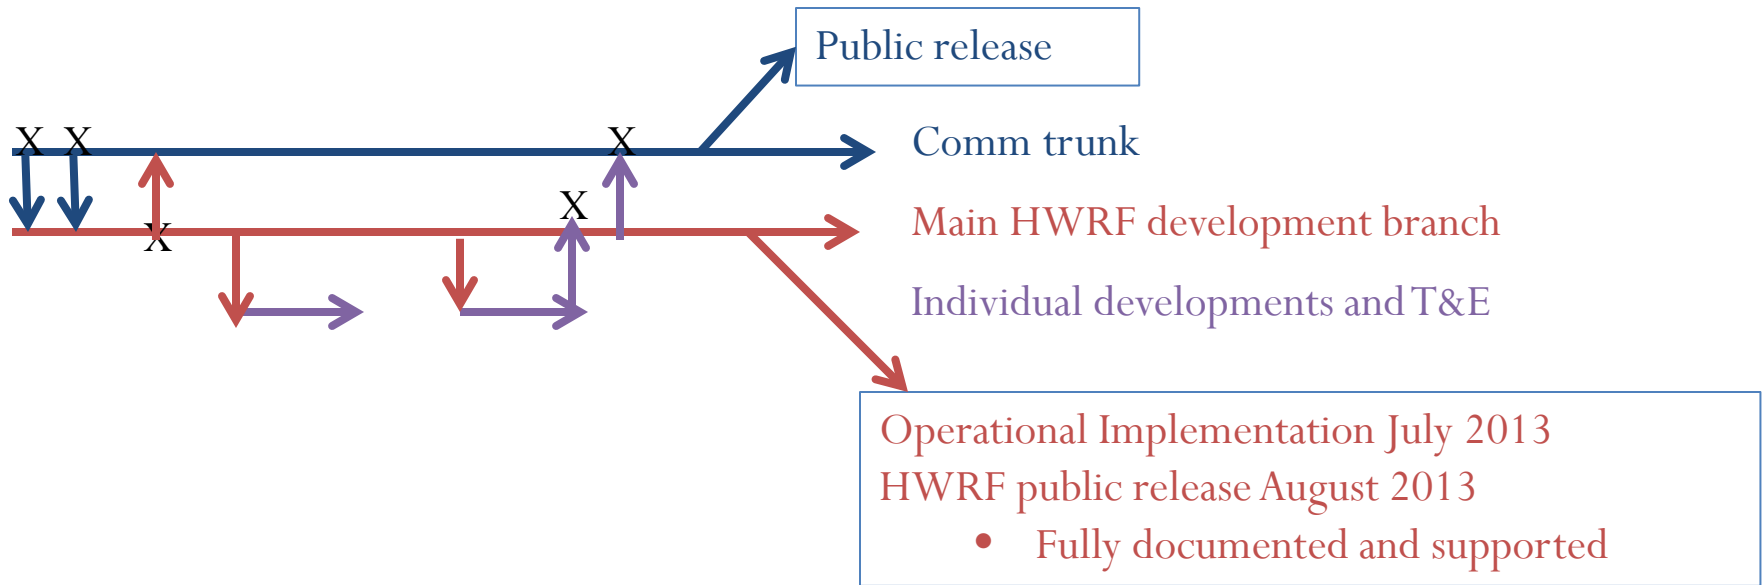 Public release
X X X
Comm trunk
X
Main HWRF development branch
X
Individual developments and T&E
Operational Implementation July 2013
HWRF public release August 2013
• Fully documented and supported